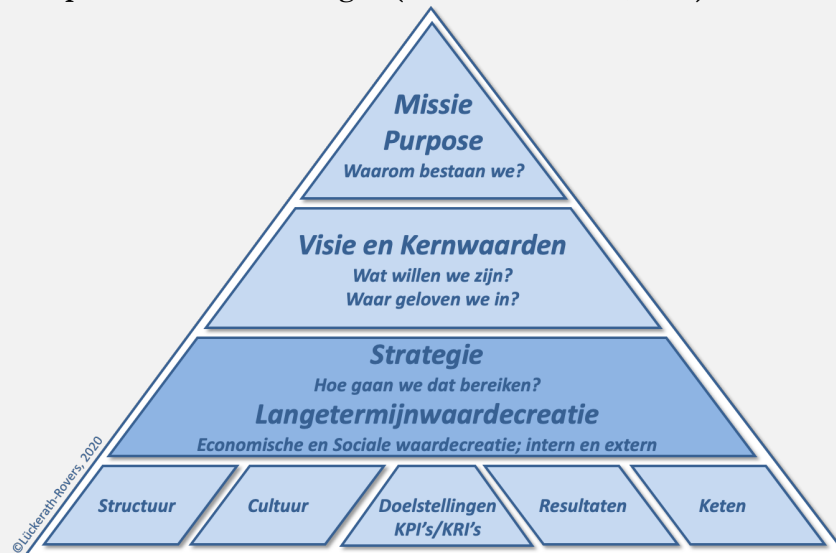 Missie
Purpose
Waarom bestaan we?
Visie en Kernwaarden
Wat willen we zijn?
Waar geloven we in?
Strategie
Hoe gaan we dat bereiken?
Langetermijnwaardecreatie
Economische en Sociale waardecreatie; intern en extern
Structuur
Cultuur
Doelstellingen
KPI's/KRI's
Resultaten
Keten
©Lückerath-Rovers, 2020